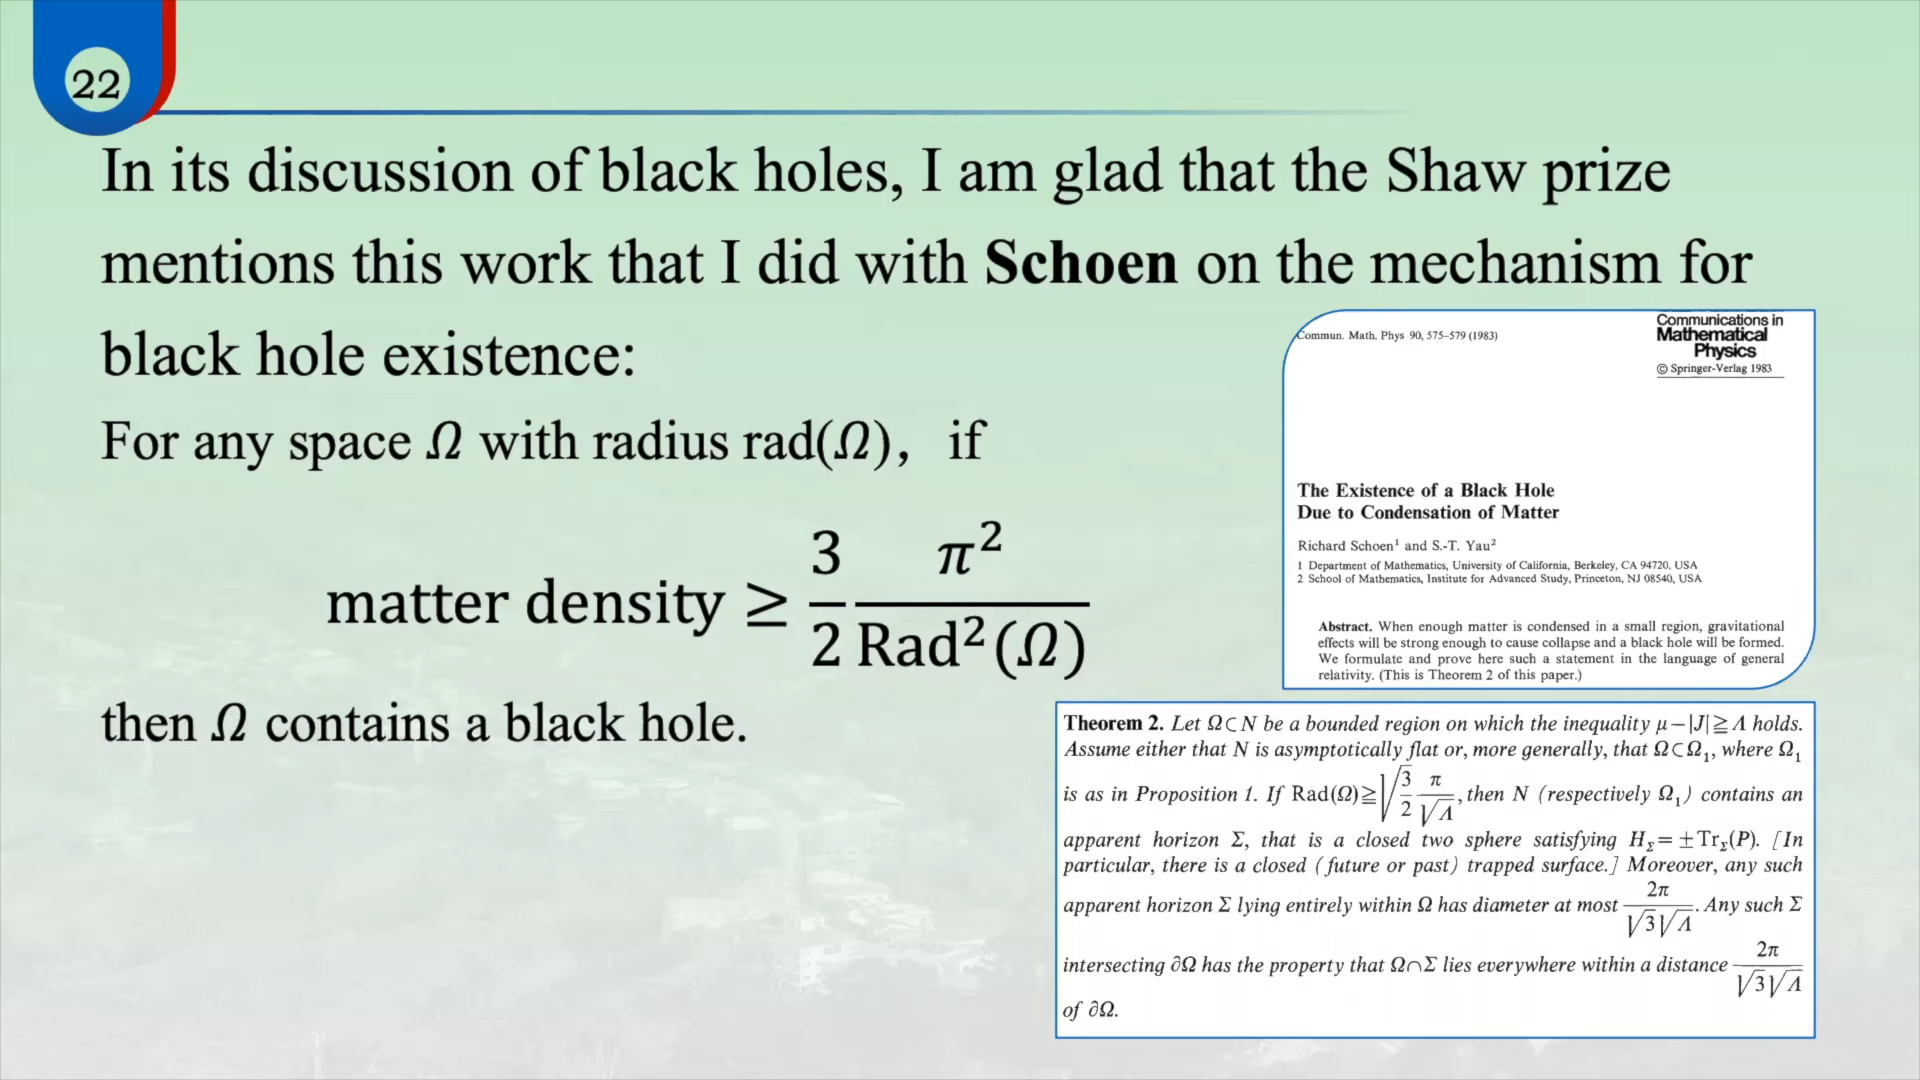 22
In its discussion of black holes, I am glad that the Shaw prize
mentions this work that I did with Schoen on the mechanism for
black hole existence:
For any space Ω with radius rad(Ω)， if
matter density ≥ 3/2 π²/Rad²(Ω)
then Ω contains a black hole.
Commun. Math. Phys 90, 575–579 (1983)
Communications in
Mathematical
Physics
© Springer-Verlag 1983
The Existence of a Black Hole
Due to Condensation of Matter
Richard Schoen¹ and S.-T. Yau²
1 Department of Mathematics, University of California, Berkeley, CA 94720, USA
2 School of Mathematics, Institute for Advanced Study, Princeton, NJ 08540, USA
Abstract. When enough matter is condensed in a small region, gravitational
effects will be strong enough to cause collapse and a black hole will be formed.
We formulate and prove here such a statement in the language of general
relativity. (This is Theorem 2 of this paper.)
Theorem 2. Let Ω⊂N be a bounded region on which the inequality μ−|J|≧Λ holds.
Assume either that N is asymptotically flat or, more generally, that Ω⊂Ω₁, where Ω₁
is as in Proposition 1. If Rad(Ω)≧√(3/2) π/√Λ, then N (respectively Ω₁) contains an
apparent horizon Σ, that is a closed two sphere satisfying H_Σ=±Tr_Σ(P). [In
particular, there is a closed (future or past) trapped surface.] Moreover, any such
apparent horizon Σ lying entirely within Ω has diameter at most 2π/√3√Λ. Any such Σ
intersecting ∂Ω has the property that Ω∩Σ lies everywhere within a distance 2π/√3√Λ
of ∂Ω.